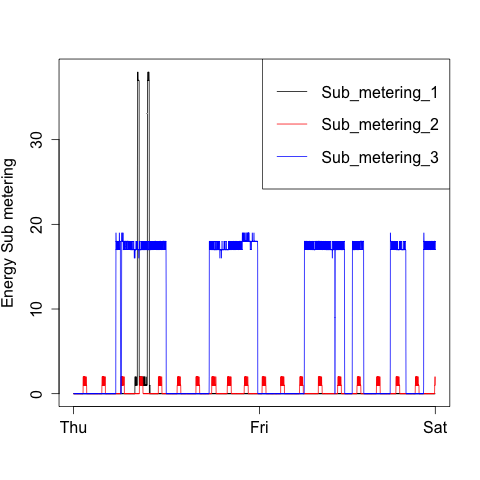 Sub_metering_1
Sub_metering_2
Sub_metering_3
Energy Sub metering
30
20
10
0
Thu
Fri
Sat